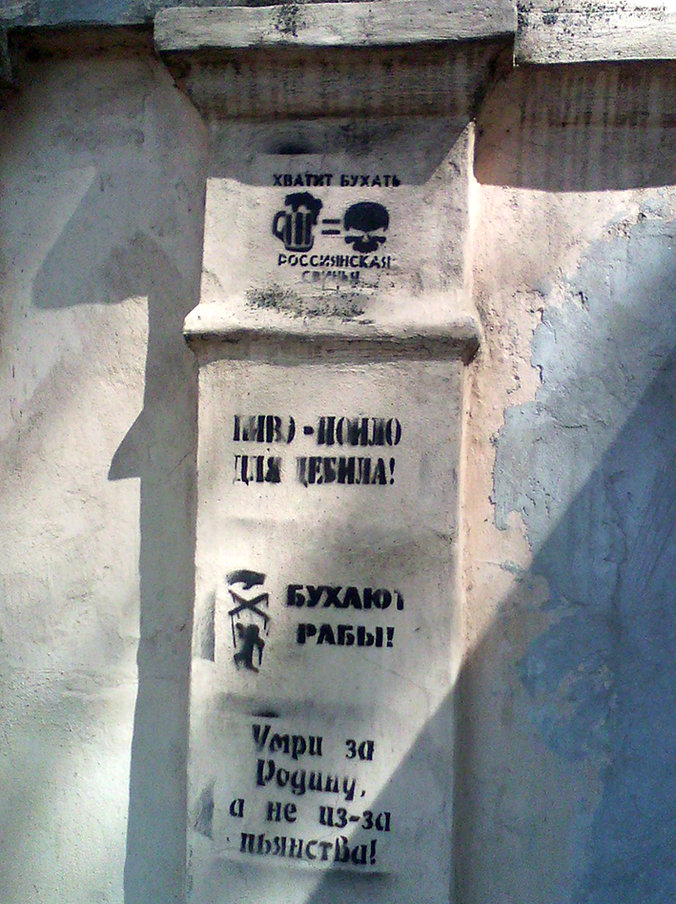 ХВАТИТ БУХАТЬ
=
РОССИЯНСКАЯ
СВИНЬЯ
ПИВО - ПОЙЛО
ДЛЯ ДЕБИЛА!
БУХАЮТ
РАБЫ!
Умри за
Родину,
а не из-за
пьянства!